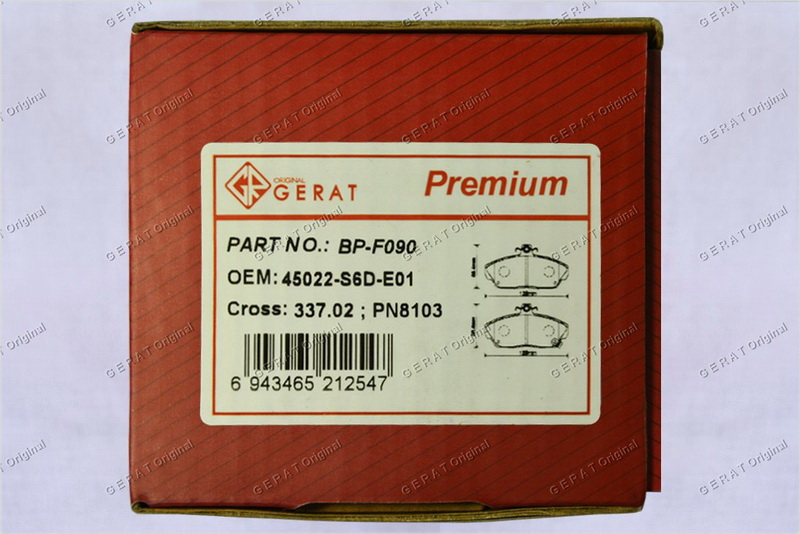 ORIGINAL
GERAT
Premium
PART NO.: BP-F090
OEM: 45022-S6D-E01
Cross: 337.02 ; PN8103
6 943465 212547
GERAT Original